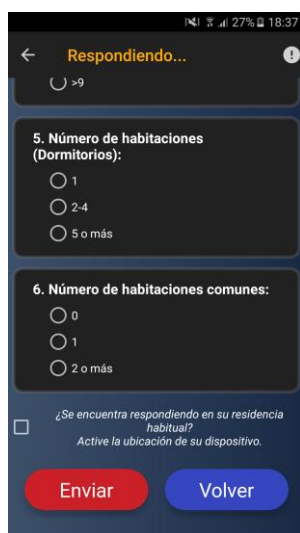 27% 18:37
Respondiendo...
>9
5. Número de habitaciones
(Dormitorios):
1
2-4
5 o más
6. Número de habitaciones comunes:
0
1
2 o más
¿Se encuentra respondiendo en su residencia
habitual?
Active la ubicación de su dispositivo.
Enviar Volver